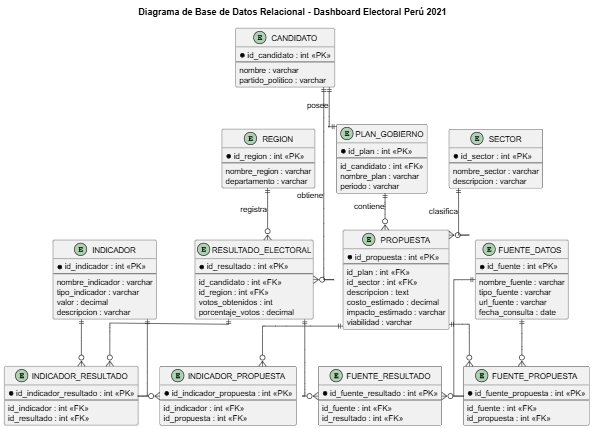 Diagrama de Base de Datos Relacional - Dashboard Electoral Perú 2021
E CANDIDATO
id_candidato : int «PK»
nombre : varchar
partido_politico : varchar
posee
E REGION
id_region : int «PK»
nombre_region : varchar
departamento : varchar
E PLAN_GOBIERNO
id_plan : int «PK»
id_candidato : int «FK»
nombre_plan : varchar
periodo : varchar
E SECTOR
id_sector : int «PK»
nombre_sector : varchar
descripcion : varchar
obtiene
registra
contiene
clasifica
E INDICADOR
id_indicador : int «PK»
nombre_indicador : varchar
tipo_indicador : varchar
valor : decimal
descripcion : varchar
E RESULTADO_ELECTORAL
id_resultado : int «PK»
id_candidato : int «FK»
id_region : int «FK»
votos_obtenidos : int
porcentaje_votos : decimal
E PROPUESTA
id_propuesta : int «PK»
id_plan : int «FK»
id_sector : int «FK»
descripcion : text
costo_estimado : decimal
impacto_estimado : varchar
viabilidad : varchar
E FUENTE_DATOS
id_fuente : int «PK»
nombre_fuente : varchar
tipo_fuente : varchar
url_fuente : varchar
fecha_consulta : date
E INDICADOR_RESULTADO
id_indicador_resultado : int «PK»
id_indicador : int «FK»
id_resultado : int «FK»
E INDICADOR_PROPUESTA
id_indicador_propuesta : int «PK»
id_indicador : int «FK»
id_propuesta : int «FK»
E FUENTE_RESULTADO
id_fuente_resultado : int «PK»
id_fuente : int «FK»
id_resultado : int «FK»
E FUENTE_PROPUESTA
id_fuente_propuesta : int «PK»
id_fuente : int «FK»
id_propuesta : int «FK»